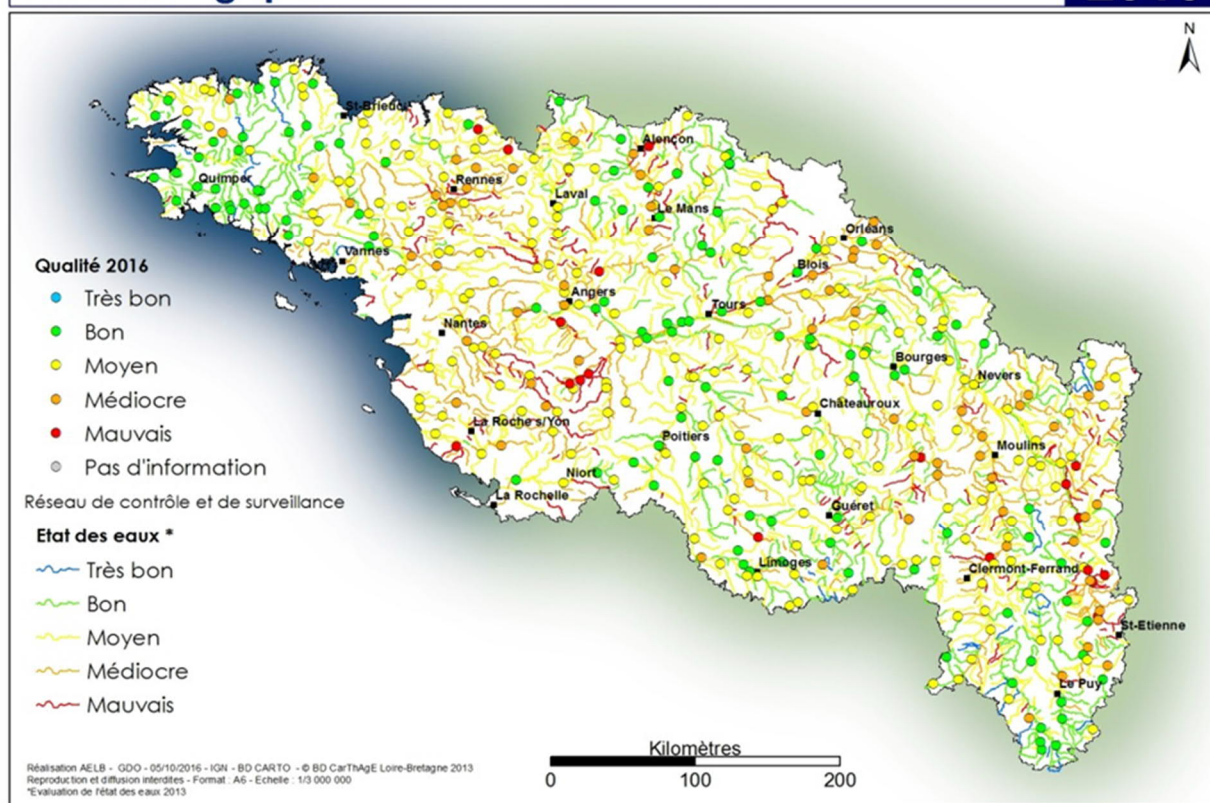 N
St-Brieuc
Alençon
Quimper
Rennes
Laval
Le Mans
Orléans
Vannes
Blois
Angers
Tours
Nantes
Bourges
Nevers
Châteauroux
La Roche s/Yon
Poitiers
Moulins
Niort
La Rochelle
Guéret
Limoges
Clermont-Ferrand
St-Etienne
Le Puy
Qualité 2016
Très bon
Bon
Moyen
Médiocre
Mauvais
Pas d'information
Réseau de contrôle et de surveillance
Etat des eaux *
Très bon
Bon
Moyen
Médiocre
Mauvais
Kilomètres
0 100 200
Réalisation AELB - GDO - 05/10/2016 - IGN - BD CARTO - © BD CarThAgE Loire-Bretagne 2013
Reproduction et diffusion interdites - Format : A6 - Echelle : 1/3 000 000
*Evaluation de l'état des eaux 2013